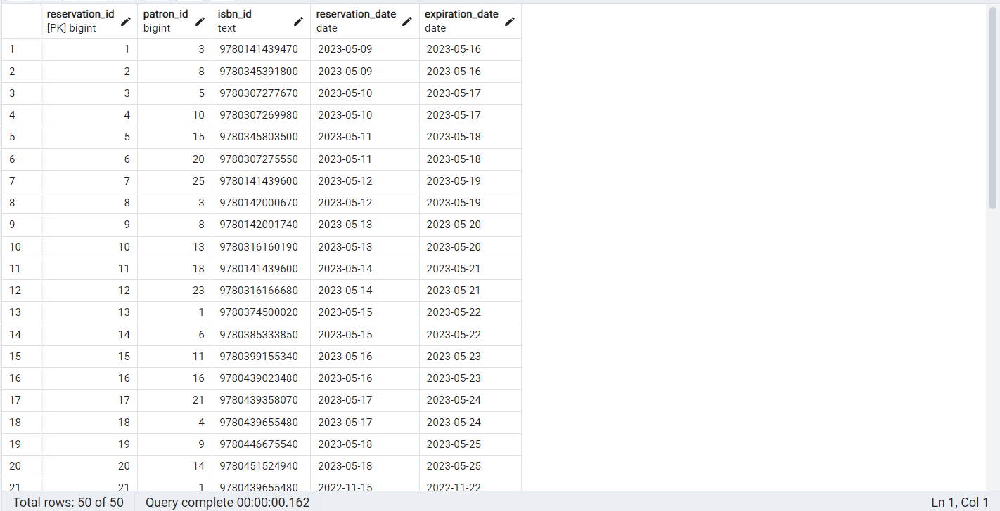 reservation_id patron_id isbn_id reservation_date expiration_date
[PK] bigint bigint text date date
1 1 3 9780141439470 2023-05-09 2023-05-16
2 2 8 9780345391800 2023-05-09 2023-05-16
3 3 5 9780307277670 2023-05-10 2023-05-17
4 4 10 9780307269980 2023-05-10 2023-05-17
5 5 15 9780345803500 2023-05-11 2023-05-18
6 6 20 9780307275550 2023-05-11 2023-05-18
7 7 25 9780141439600 2023-05-12 2023-05-19
8 8 3 9780142000670 2023-05-12 2023-05-19
9 9 8 9780142001740 2023-05-13 2023-05-20
10 10 13 9780316160190 2023-05-13 2023-05-20
11 11 18 9780141439600 2023-05-14 2023-05-21
12 12 23 9780316166680 2023-05-14 2023-05-21
13 13 1 9780374500020 2023-05-15 2023-05-22
14 14 6 9780385333850 2023-05-15 2023-05-22
15 15 11 9780399155340 2023-05-16 2023-05-23
16 16 16 9780439023480 2023-05-16 2023-05-23
17 17 21 9780439358070 2023-05-17 2023-05-24
18 18 4 9780439655480 2023-05-17 2023-05-24
19 19 9 9780446675540 2023-05-18 2023-05-25
20 20 14 9780451524940 2023-05-18 2023-05-25
21 21 1 9780439655480 2022-11-15 2022-11-22
Total rows: 50 of 50 Query complete 00:00:00.162 Ln 1, Col 1